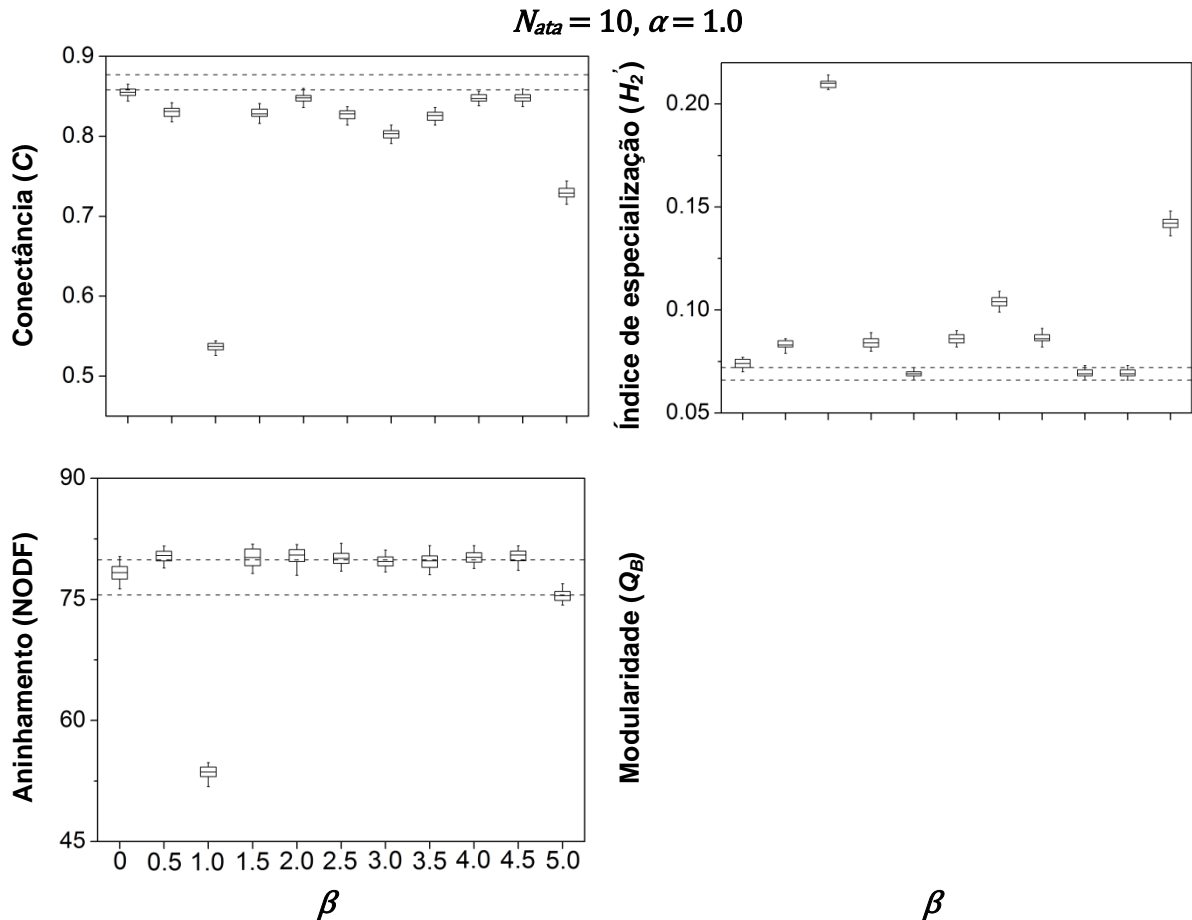 N_ata = 10, α = 1.0
Conectância (C)
0.9
0.8
0.7
0.6
0.5
Índice de especialização (H₂')
0.20
0.15
0.10
0.05
Aninhamento (NODF)
90
75
60
45
0 0.5 1.0 1.5 2.0 2.5 3.0 3.5 4.0 4.5 5.0
β
Modularidade (Q_B)
β